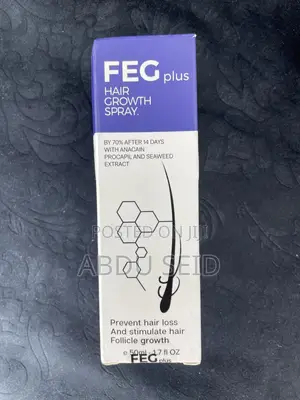 FEG plus
HAIR
GROWTH
SPRAY.
BY 70% AFTER 14 DAYS
WITH ANACAIN
PROCAPIL AND SEAWEED
EXTRACT
POSTED ON JIJI
ABDU SEID
Prevent hair loss
And stimulate hair
Follicle growth
e 50ml - 1.7 fl OZ
FEG plus